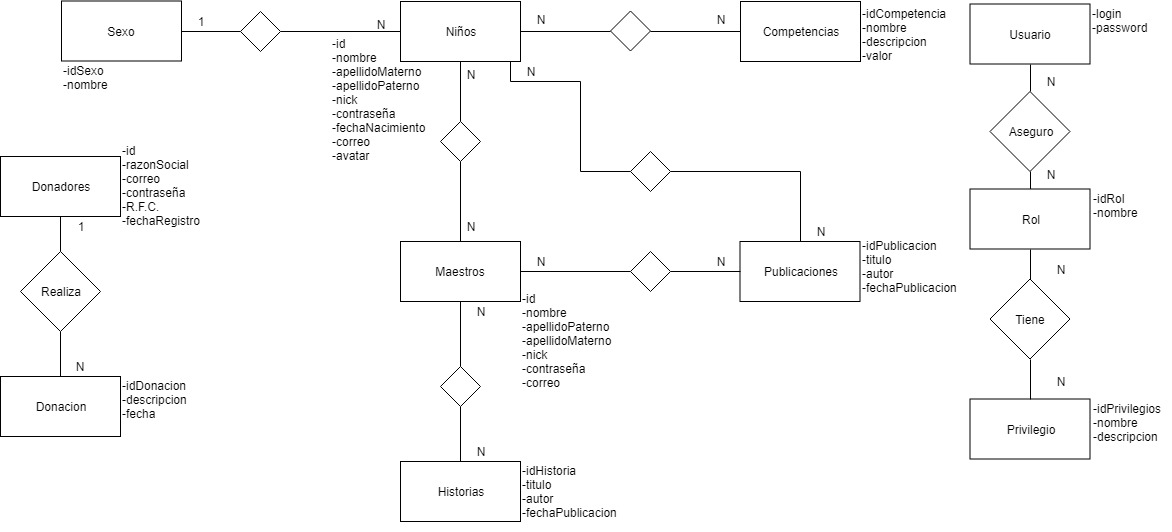 Sexo
1
N
-idSexo
-nombre
Niños
-id
-nombre
-apellidoMaterno
-apellidoPaterno
-nick
-contraseña
-fechaNacimiento
-correo
-avatar
N
N
Competencias
-idCompetencia
-nombre
-descripcion
-valor
N
N
N
N
Usuario
-login
-password
N
Aseguro
N
Rol
-idRol
-nombre
N
Tiene
N
Privilegio
-idPrivilegios
-nombre
-descripcion
Donadores
-id
-razonSocial
-correo
-contraseña
-R.F.C.
-fechaRegistro
1
Realiza
N
Donacion
-idDonacion
-descripcion
-fecha
Maestros
-id
-nombre
-apellidoPaterno
-apellidoMaterno
-nick
-contraseña
-correo
N
N
Publicaciones
-idPublicacion
-titulo
-autor
-fechaPublicacion
N
N
Historias
-idHistoria
-titulo
-autor
-fechaPublicacion